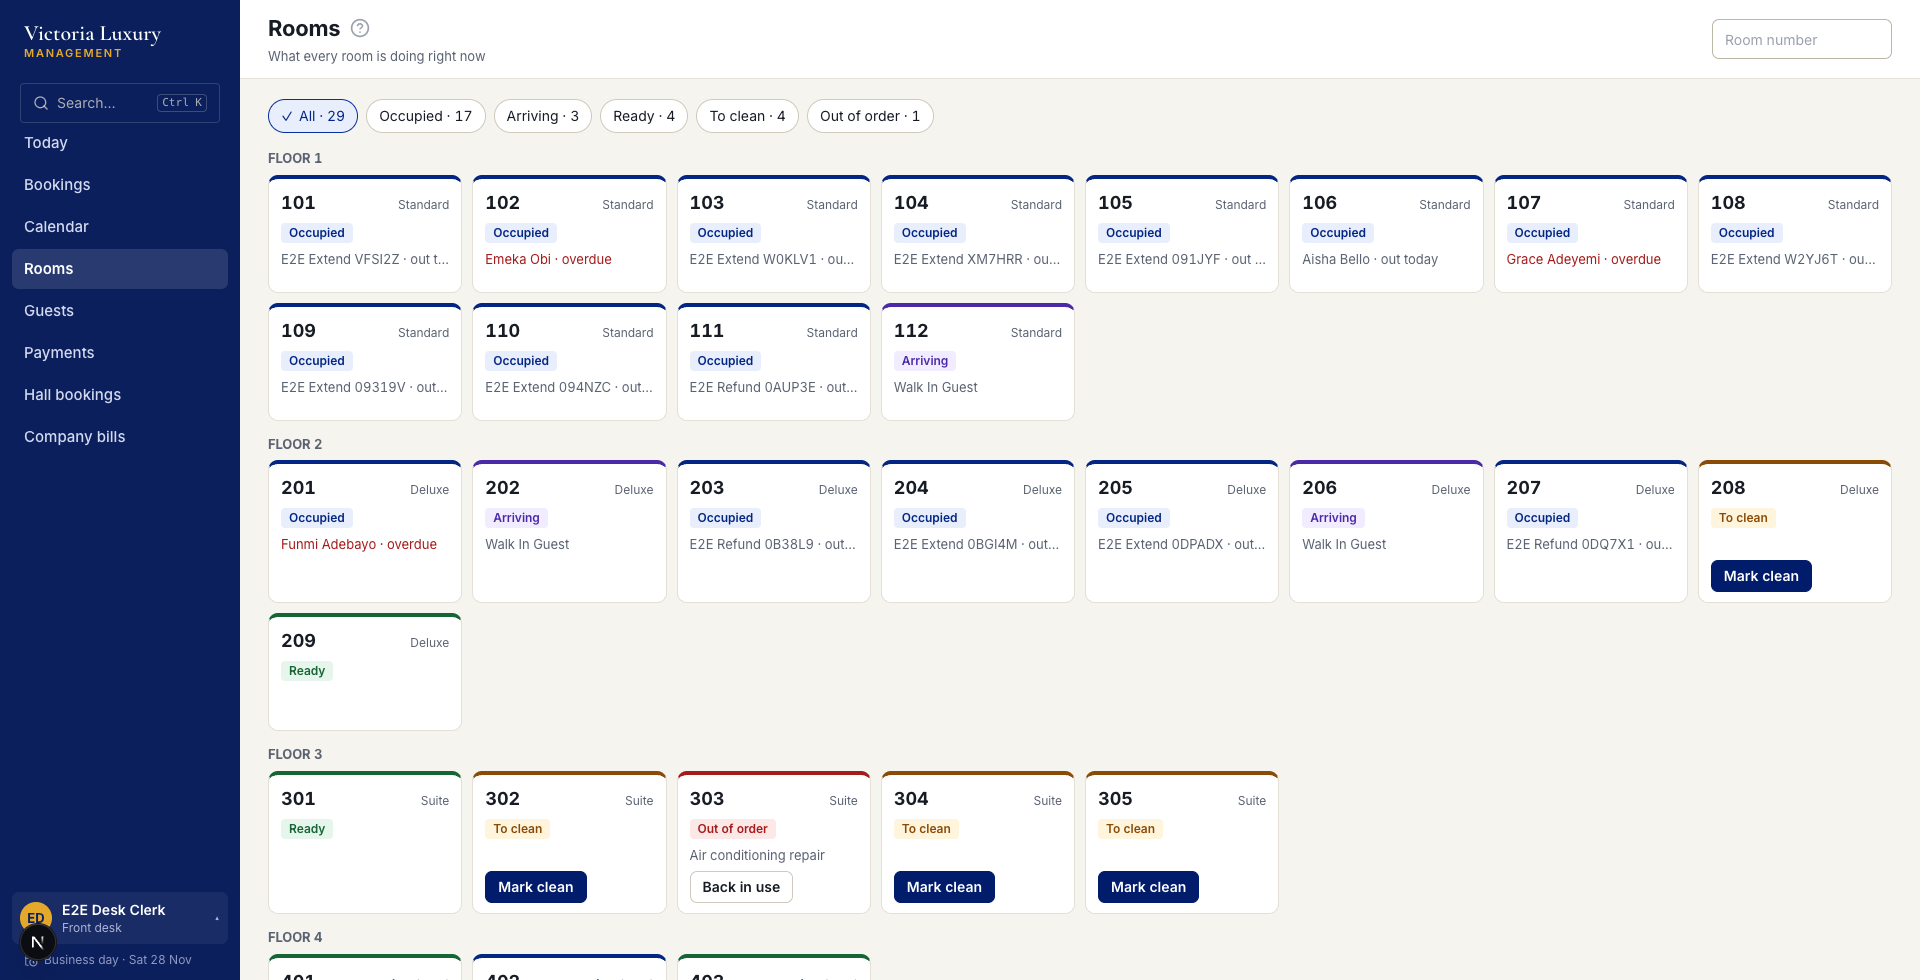 Victoria Luxury
MANAGEMENT
Search...
Ctrl K
Today
Bookings
Calendar
Rooms
Guests
Payments
Hall bookings
Company bills
ED
E2E Desk Clerk
Front desk
N
Business day · Sat 28 Nov
Rooms
?
What every room is doing right now
Room number
✓ All · 29
Occupied · 17
Arriving · 3
Ready · 4
To clean · 4
Out of order · 1
FLOOR 1
101 Standard
Occupied
E2E Extend VFSI2Z · out t...
102 Standard
Occupied
Emeka Obi · overdue
103 Standard
Occupied
E2E Extend W0KLV1 · ou...
104 Standard
Occupied
E2E Extend XM7HRR · ou...
105 Standard
Occupied
E2E Extend 091JYF · out ...
106 Standard
Occupied
Aisha Bello · out today
107 Standard
Occupied
Grace Adeyemi · overdue
108 Standard
Occupied
E2E Extend W2YJ6T · ou...
109 Standard
Occupied
E2E Extend 09319V · out...
110 Standard
Occupied
E2E Extend 094NZC · out...
111 Standard
Occupied
E2E Refund 0AUP3E · out...
112 Standard
Arriving
Walk In Guest
FLOOR 2
201 Deluxe
Occupied
Funmi Adebayo · overdue
202 Deluxe
Arriving
Walk In Guest
203 Deluxe
Occupied
E2E Refund 0B38L9 · out...
204 Deluxe
Occupied
E2E Extend 0BGI4M · out...
205 Deluxe
Occupied
E2E Extend 0DPADX · out...
206 Deluxe
Arriving
Walk In Guest
207 Deluxe
Occupied
E2E Refund 0DQ7X1 · ou...
208 Deluxe
To clean
Mark clean
209 Deluxe
Ready
FLOOR 3
301 Suite
Ready
302 Suite
To clean
Mark clean
303 Suite
Out of order
Air conditioning repair
Back in use
304 Suite
To clean
Mark clean
305 Suite
To clean
Mark clean
FLOOR 4
401
402
403